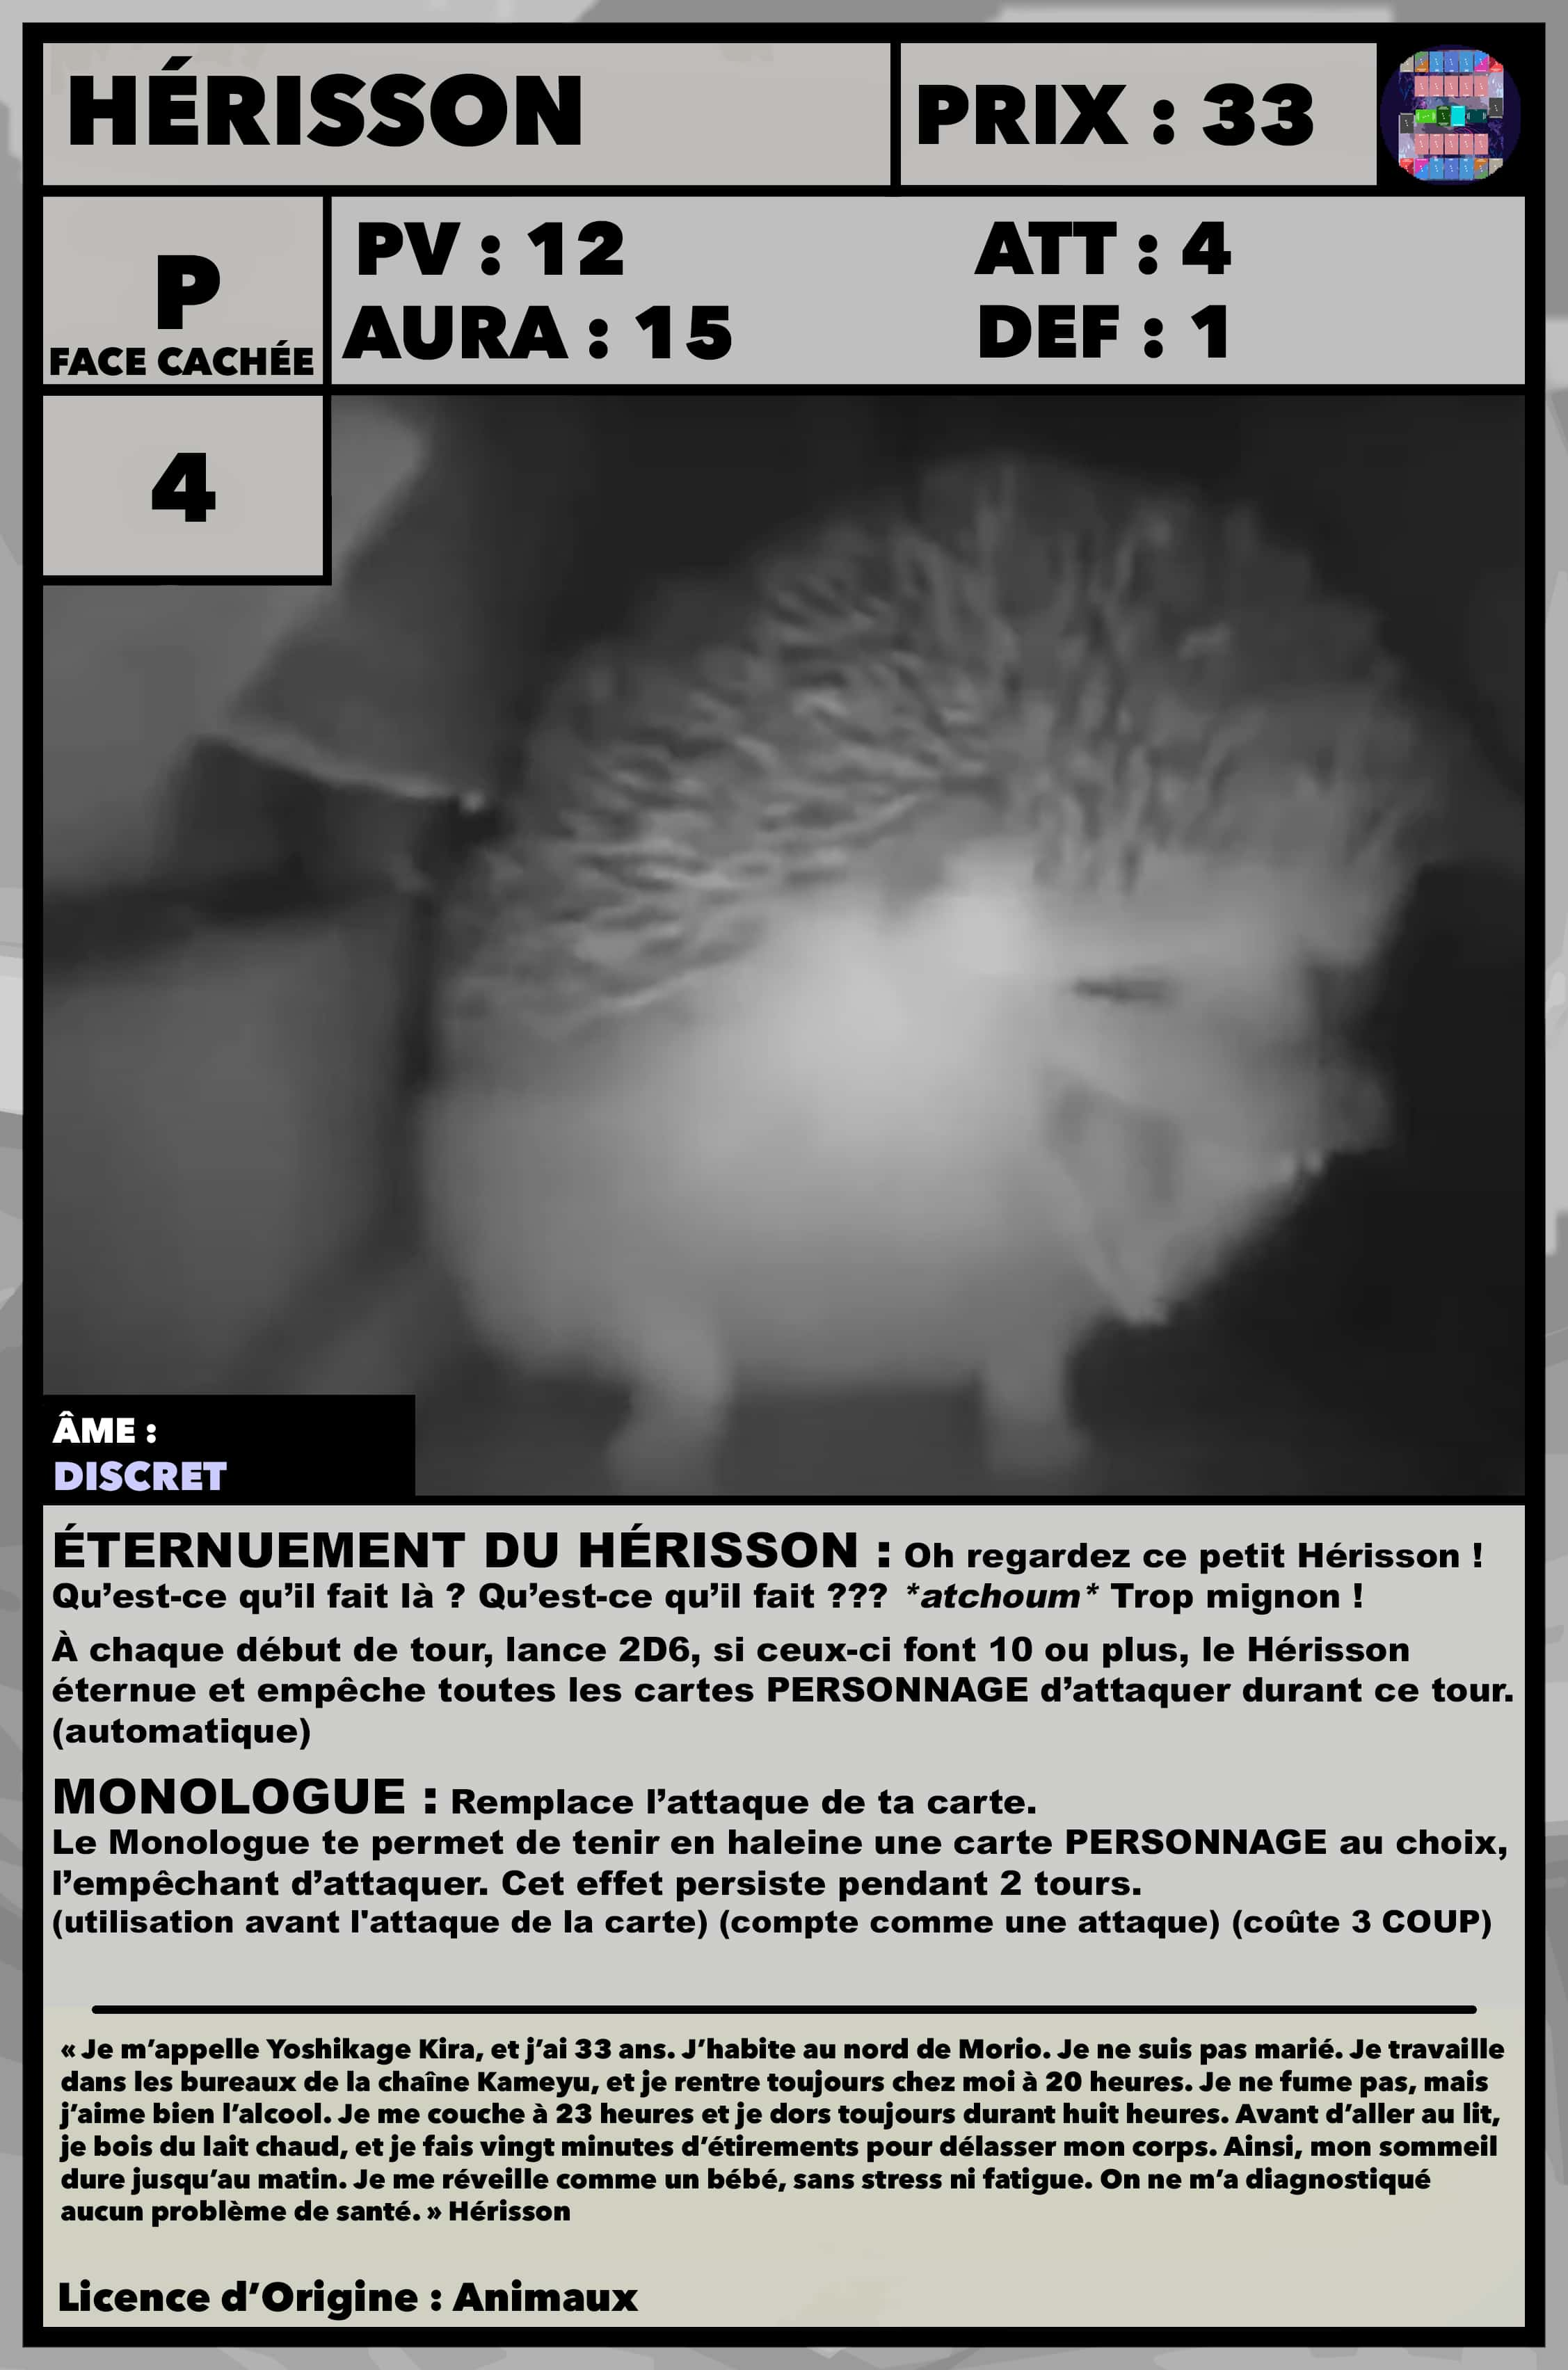 HÉRISSON
PRIX : 33
P
FACE CACHÉE
PV : 12
ATT : 4
AURA : 15
DEF : 1
4
ÂME :
DISCRET
ÉTERNUEMENT DU HÉRISSON : Oh regardez ce petit Hérisson !
Qu’est-ce qu’il fait là ? Qu’est-ce qu’il fait ??? *atchoum* Trop mignon !
À chaque début de tour, lance 2D6, si ceux-ci font 10 ou plus, le Hérisson
éternue et empêche toutes les cartes PERSONNAGE d’attaquer durant ce tour.
(automatique)
MONOLOGUE : Remplace l’attaque de ta carte.
Le Monologue te permet de tenir en haleine une carte PERSONNAGE au choix,
l’empêchant d’attaquer. Cet effet persiste pendant 2 tours.
(utilisation avant l'attaque de la carte) (compte comme une attaque) (coûte 3 COUP)
« Je m’appelle Yoshikage Kira, et j’ai 33 ans. J’habite au nord de Morio. Je ne suis pas marié. Je travaille
dans les bureaux de la chaîne Kameyu, et je rentre toujours chez moi à 20 heures. Je ne fume pas, mais
j’aime bien l’alcool. Je me couche à 23 heures et je dors toujours durant huit heures. Avant d’aller au lit,
je bois du lait chaud, et je fais vingt minutes d’étirements pour délasser mon corps. Ainsi, mon sommeil
dure jusqu’au matin. Je me réveille comme un bébé, sans stress ni fatigue. On ne m’a diagnostiqué
aucun problème de santé. » Hérisson
Licence d’Origine : Animaux